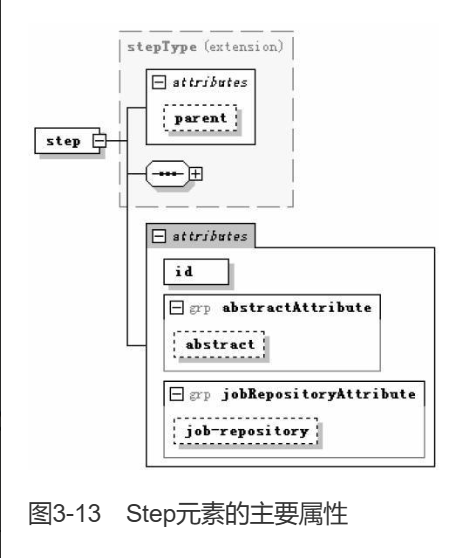 stepType (extension)
attributes
parent
step
attributes
id
grp abstractAttribute
abstract
grp jobRepositoryAttribute
job-repository
图3-13 Step元素的主要属性